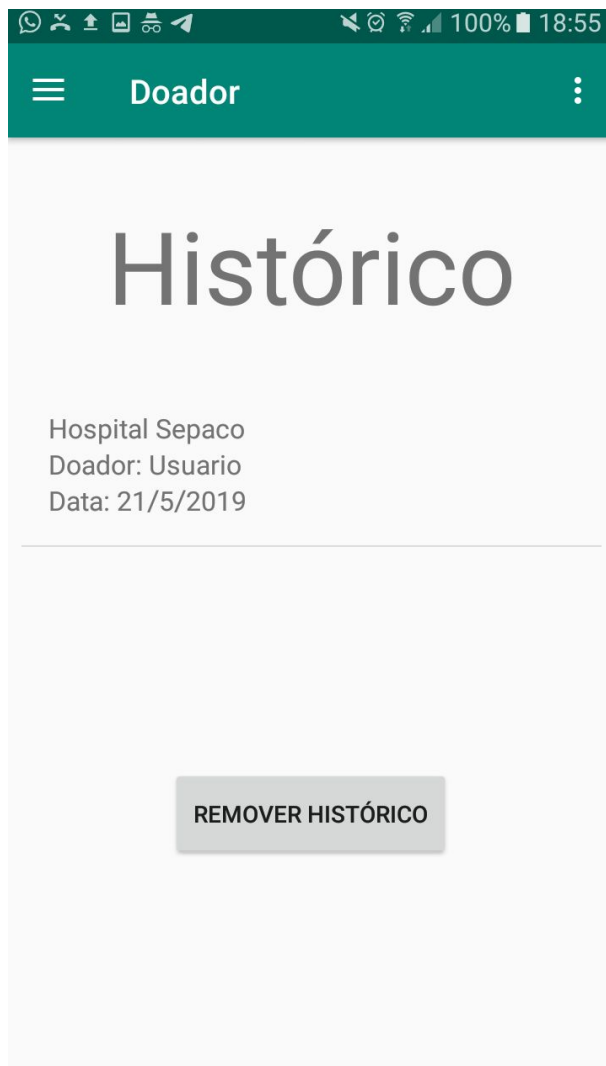 100% 18:55
Doador
Histórico
Hospital Sepaco
Doador: Usuario
Data: 21/5/2019
REMOVER HISTÓRICO